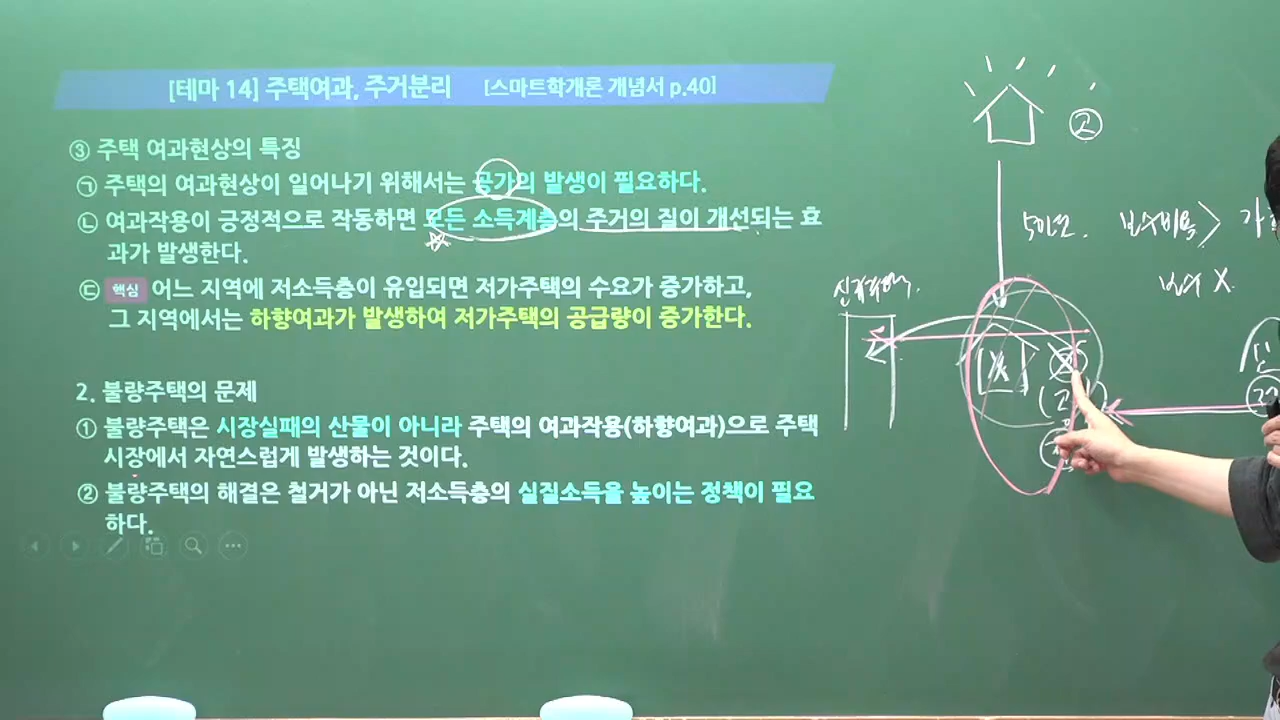 [테마 14] 주택여과, 주거분리 [스마트학개론 개념서 p.40]
③ 주택 여과현상의 특징
㉠ 주택의 여과현상이 일어나기 위해서는 공가의 발생이 필요하다.
㉡ 여과작용이 긍정적으로 작동하면 모든 소득계층의 주거의 질이 개선되는 효
과가 발생한다.
㉢ 핵심 어느 지역에 저소득층이 유입되면 저가주택의 수요가 증가하고,
그 지역에서는 하향여과가 발생하여 저가주택의 공급량이 증가한다.
2. 불량주택의 문제
① 불량주택은 시장실패의 산물이 아니라 주택의 여과작용(하향여과)으로 주택
시장에서 자연스럽게 발생하는 것이다.
② 불량주택의 해결은 철거가 아닌 저소득층의 실질소득을 높이는 정책이 필요
하다.
②
보수비용 > 가
보수 X